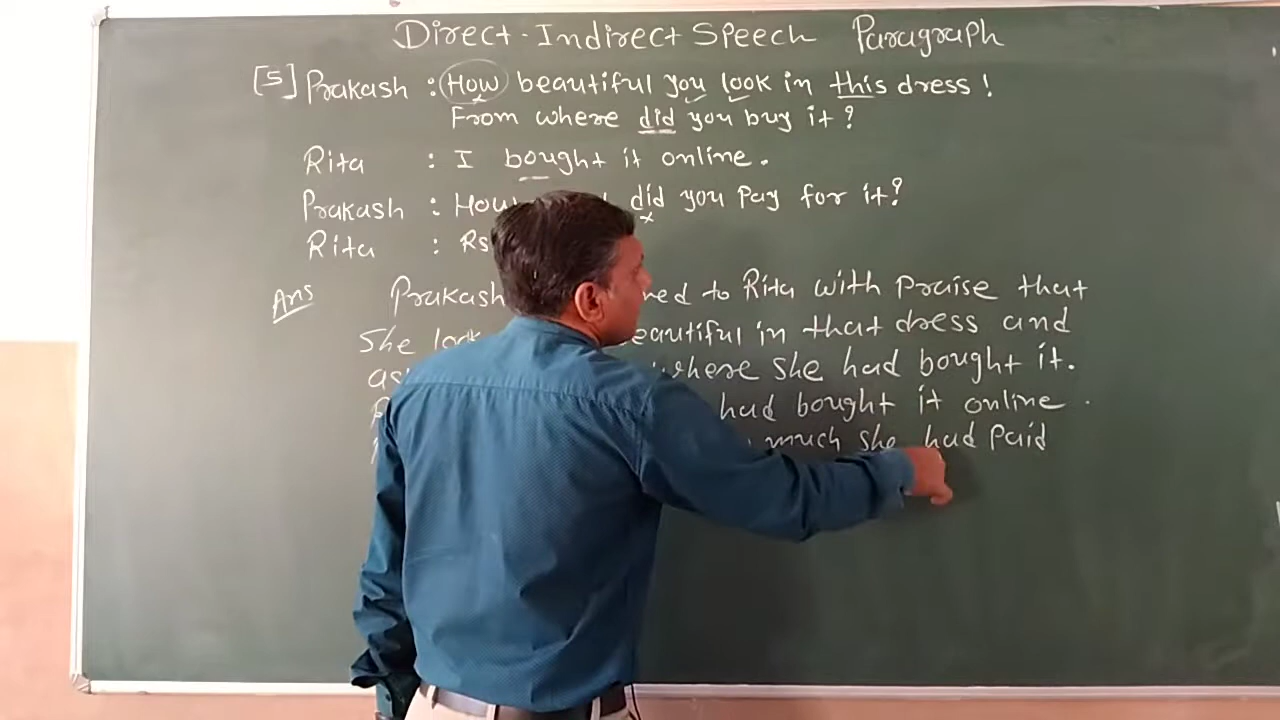 Direct-Indirect Speech Paragraph
[5] Prakash : How beautiful you look in this dress !
From where did you buy it ?
Rita : I bought it online .
Prakash : How did you pay for it ?
Rita : Rs
Ans Prakash to Rita with praise that
She beautiful in that dress and
where she had bought it .
had bought it online .
much she had paid